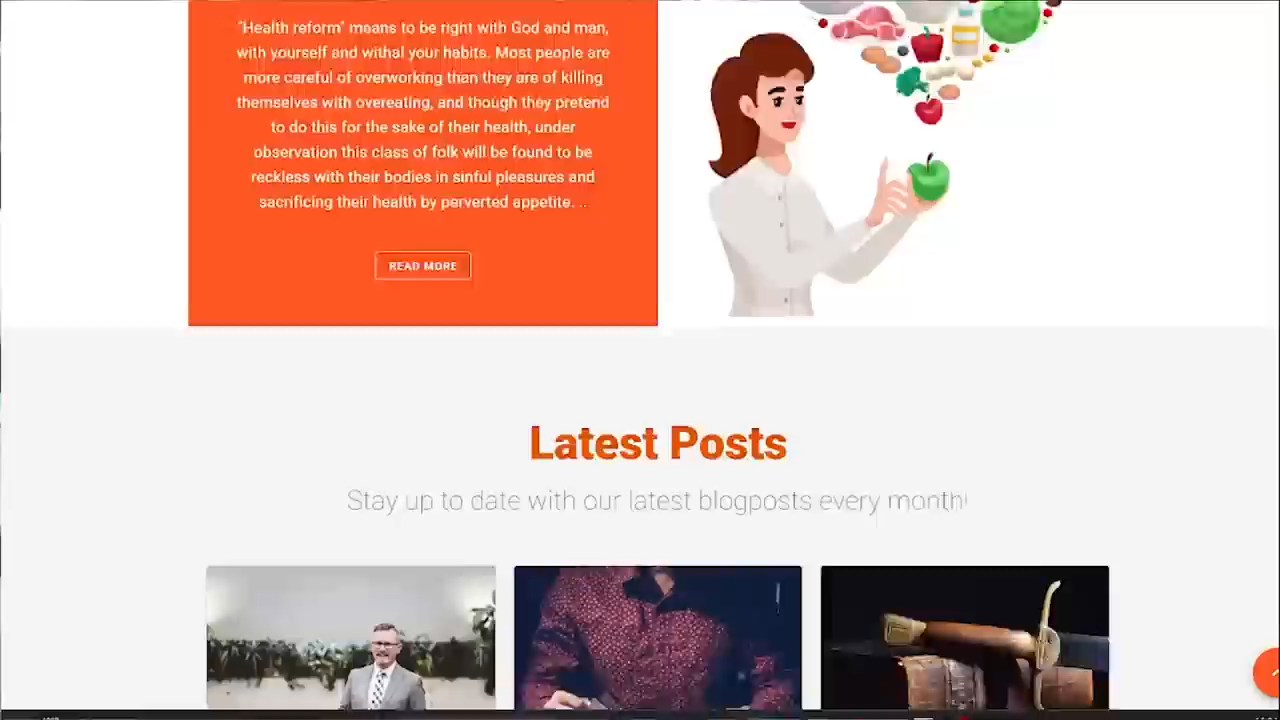 "Health reform" means to be right with God and man,
with yourself and withal your habits. Most people are
more careful of overworking than they are of killing
themselves with overeating, and though they pretend
to do this for the sake of their health, under
observation this class of folk will be found to be
reckless with their bodies in sinful pleasures and
sacrificing their health by perverted appetite. ...
READ MORE
Latest Posts
Stay up to date with our latest blogposts every month!